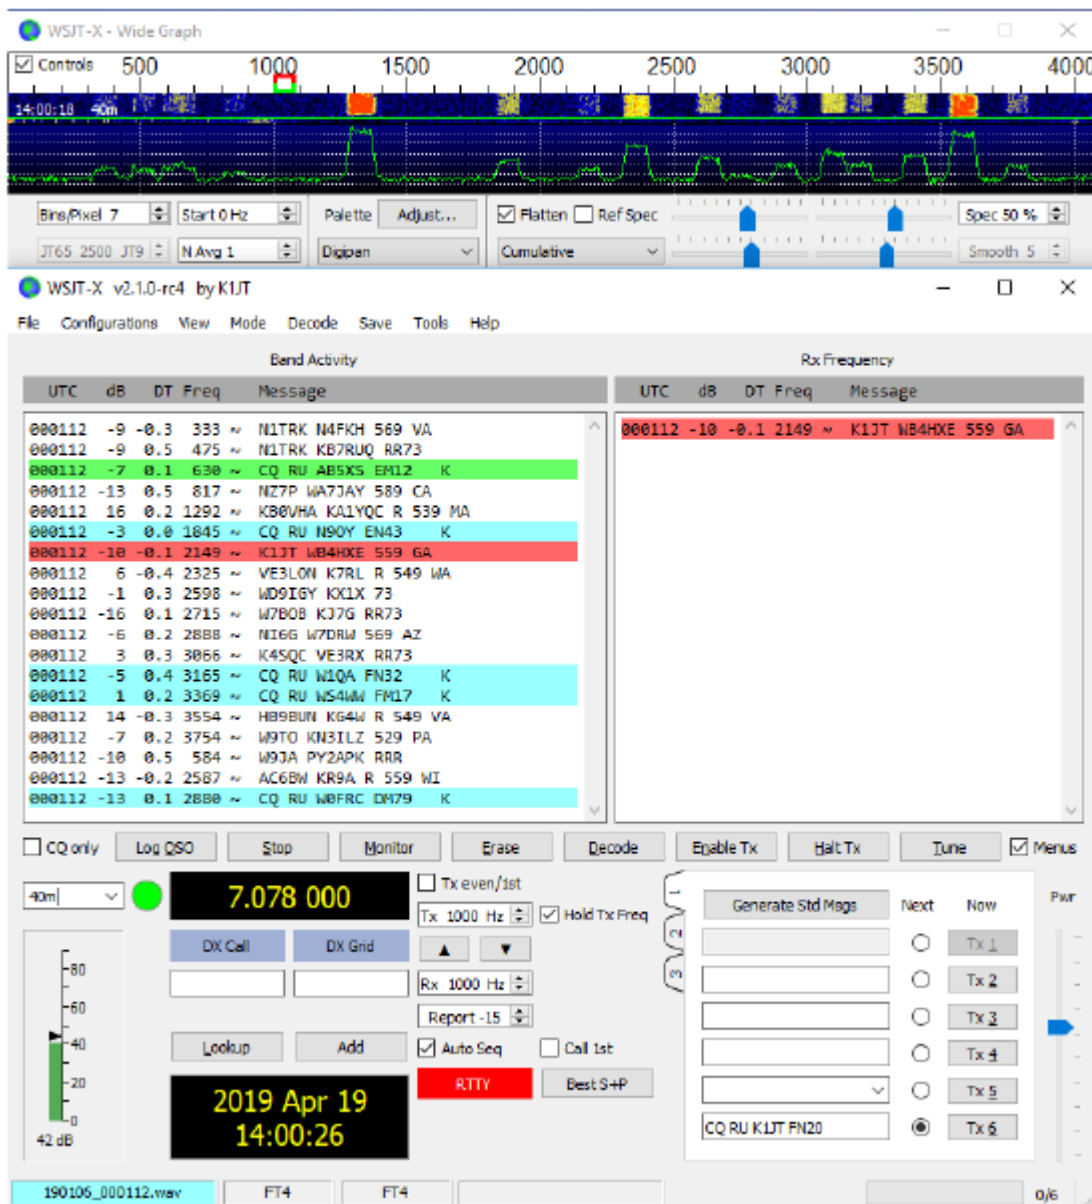 WSJT-X - Wide Graph
Controls 500 1000 1500 2000 2500 3000 3500 4000
14:00:18 40m
Bins/Pixel 7 Start 0 Hz Palette Adjust... Flatten Ref Spec Spec 50 %
JT65 2500 JT9 N Avg 1 Digipan Cumulative Smooth 5
WSJT-X v2.1.0-rc4 by K1JT
File Configurations View Mode Decode Save Tools Help
Band Activity Rx Frequency
UTC dB DT Freq Message UTC dB DT Freq Message
000112 -9 -0.3 333 ~ N1TRK N4FKH 569 VA 000112 -10 -0.1 2149 ~ K1JT WB4HXE 559 GA
000112 -9 0.5 475 ~ N1TRK KB7RUQ RR73
000112 -7 0.1 630 ~ CQ RU AB5XS EM12 K
000112 -13 0.5 817 ~ NZ7P WA7JAY 589 CA
000112 16 0.2 1292 ~ KB0VHA KA1YQC R 539 MA
000112 -3 0.0 1845 ~ CQ RU N9OY EN43 K
000112 -10 -0.1 2149 ~ K1JT WB4HXE 559 GA
000112 6 -0.4 2325 ~ VE3LON K7RL R 549 WA
000112 -1 0.3 2598 ~ WD9IGY KX1X 73
000112 -16 0.1 2715 ~ W7BOB KJ7G RR73
000112 -6 0.2 2888 ~ NI6G W7DRW 569 AZ
000112 3 0.3 3066 ~ K4SQC VE3RX RR73
000112 -5 0.4 3165 ~ CQ RU W1QA FN32 K
000112 1 0.2 3369 ~ CQ RU WS4WW FM17 K
000112 14 -0.3 3554 ~ HB9BUN KG4W R 549 VA
000112 -7 0.2 3754 ~ W9TO KN3ILZ 529 PA
000112 -10 0.5 584 ~ W9JA PY2APK RRR
000112 -13 -0.2 2587 ~ AC6BW KR9A R 559 WI
000112 -13 0.1 2880 ~ CQ RU W0FRC DM79 K
CQ only Log QSO Stop Monitor Erase Decode Enable Tx Halt Tx Tune Menus
40m 7.078 000 Tx even/1st 1 Generate Std Msgs Next Now Pwr
Tx 1000 Hz Hold Tx Freq
DX Call DX Grid 2 Tx 1
80 Rx 1000 Hz 3 Tx 2
60 Report -15 Tx 3
40 Lookup Add Auto Seq Call 1st Tx 4
20 RTTY Best S+P Tx 5
2019 Apr 19
0 14:00:26 CQ RU K1JT FN20 Tx 6
42 dB
190106_000112.wav FT4 FT4 0/6